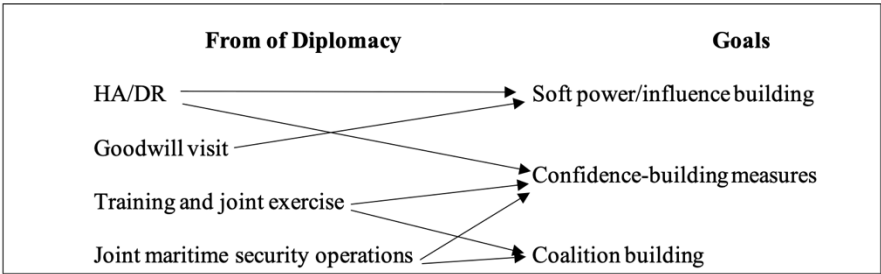 From of Diplomacy Goals
HA/DR Soft power/influence building
Goodwill visit
Confidence-building measures
Training and joint exercise
Joint maritime security operations Coalition building